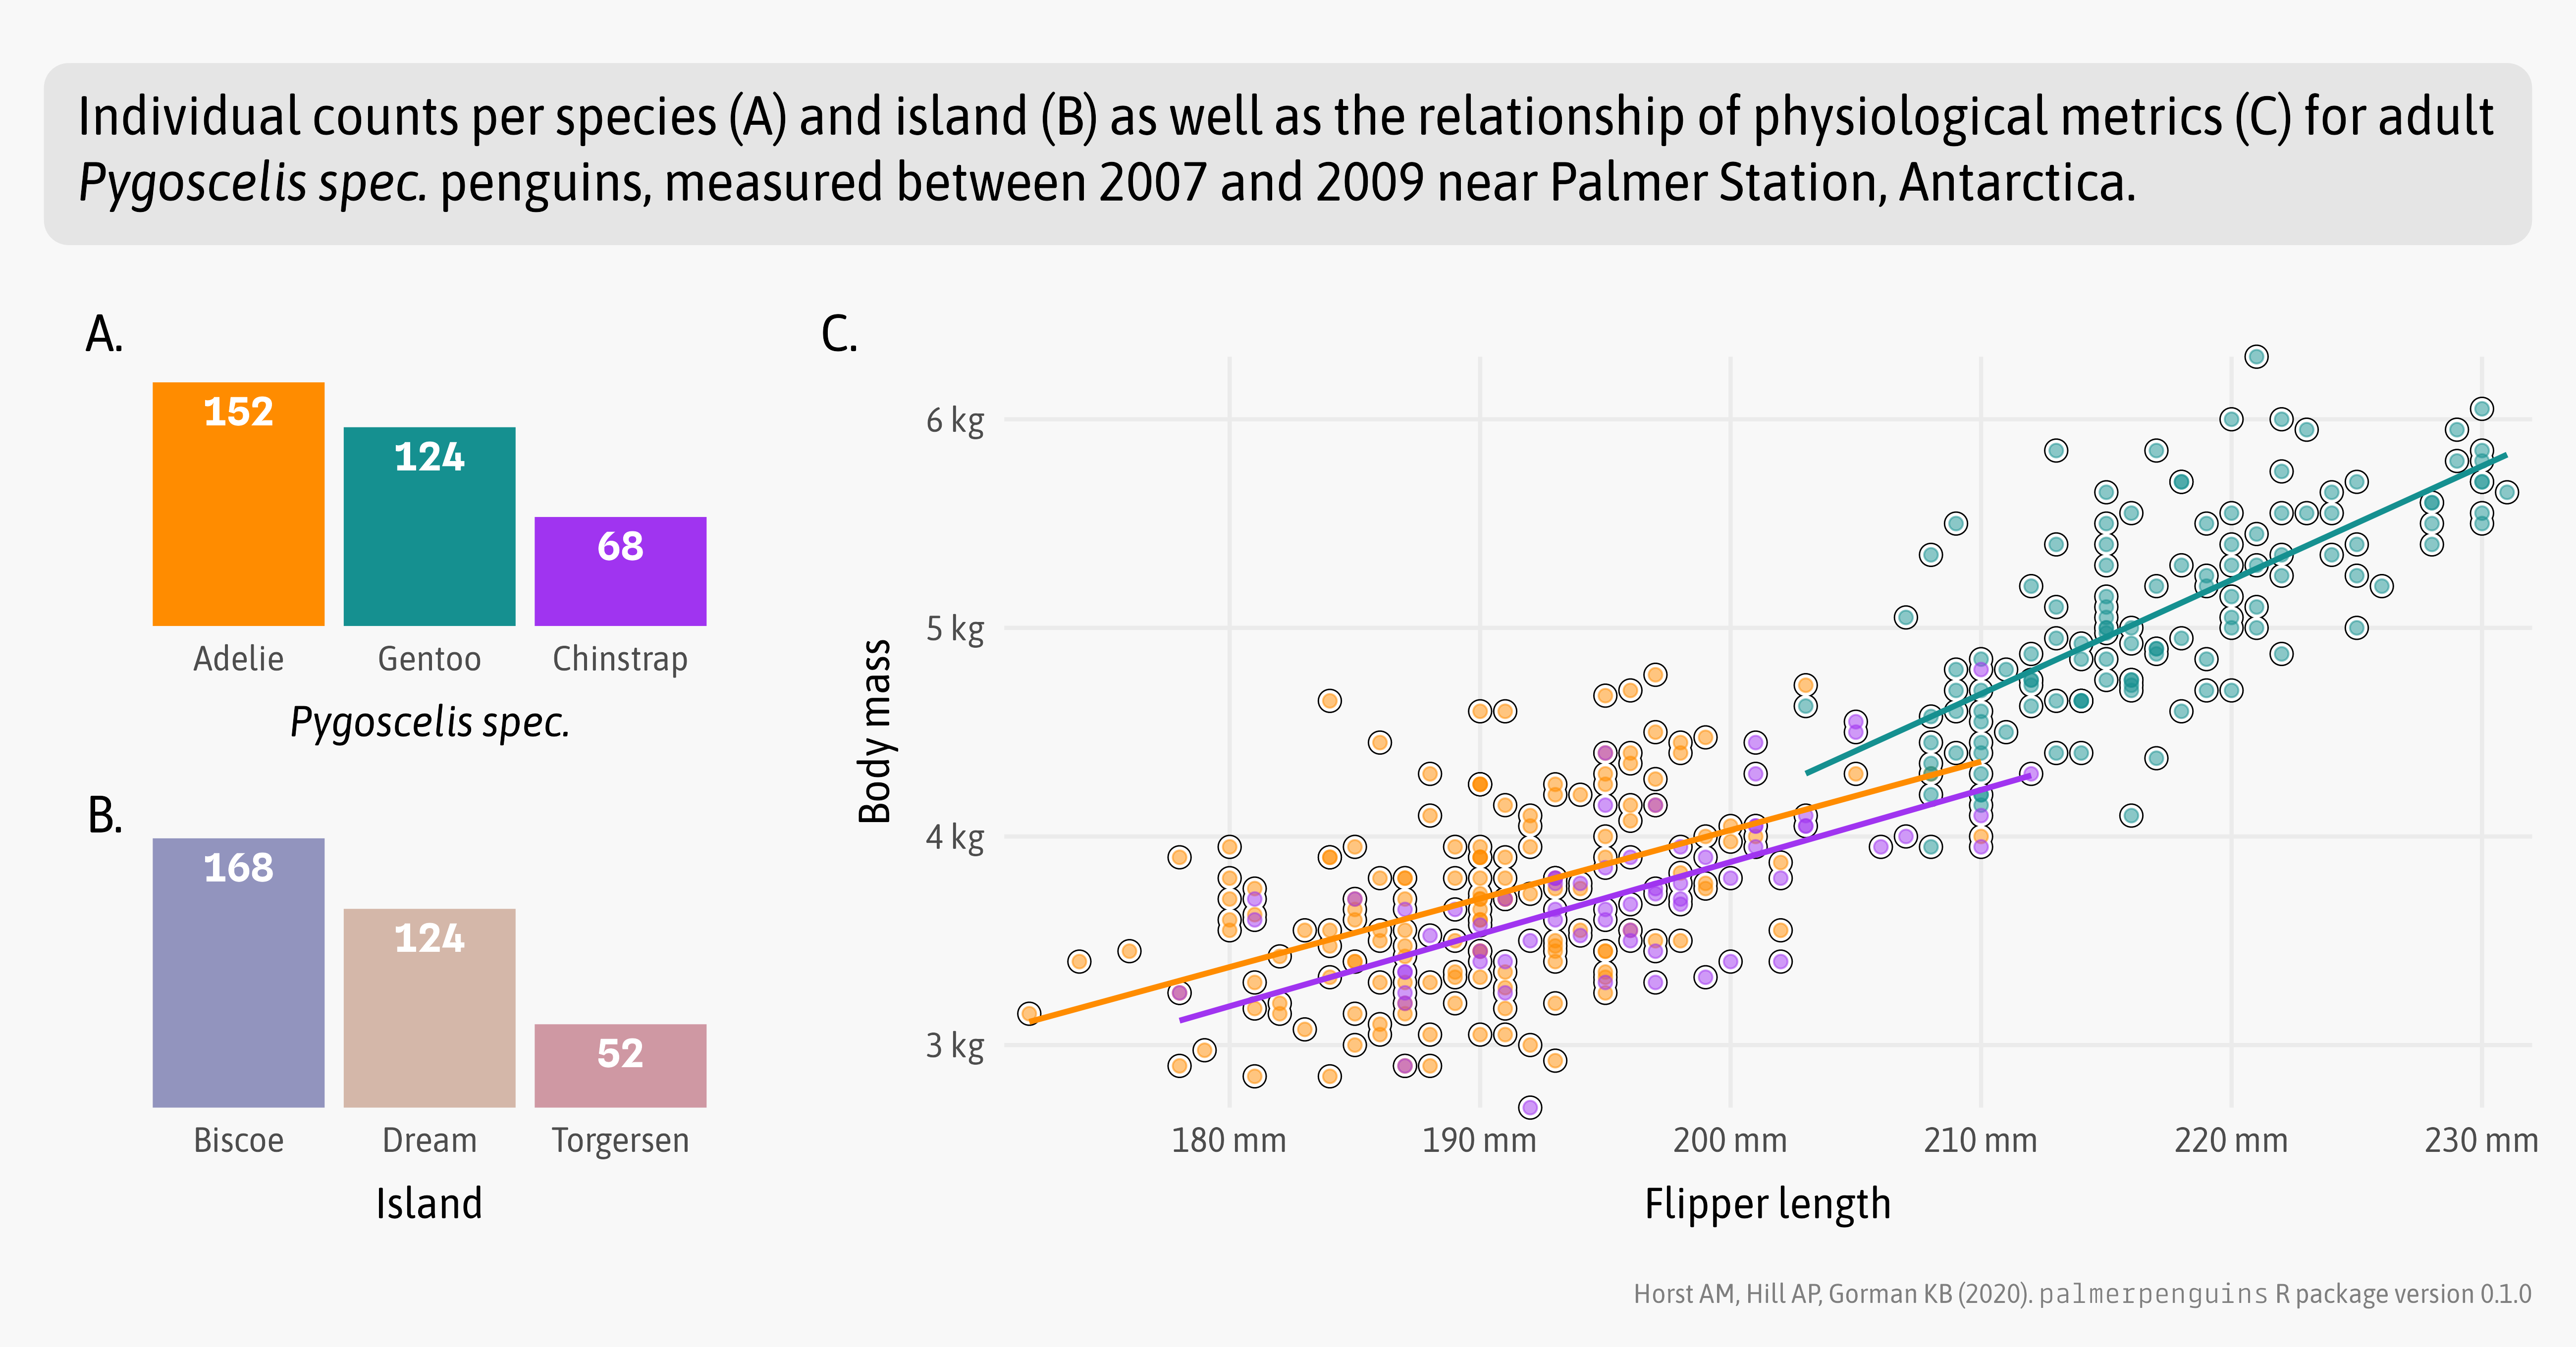 Individual counts per species (A) and island (B) as well as the relationship of physiological metrics (C) for adult
Pygoscelis spec. penguins, measured between 2007 and 2009 near Palmer Station, Antarctica.
A.
152
124
68
Adelie
Gentoo
Chinstrap
Pygoscelis spec.
B.
168
124
52
Biscoe
Dream
Torgersen
Island
C.
Body mass
6 kg
5 kg
4 kg
3 kg
180 mm
190 mm
200 mm
210 mm
220 mm
230 mm
Flipper length
Horst AM, Hill AP, Gorman KB (2020). palmerpenguins R package version 0.1.0